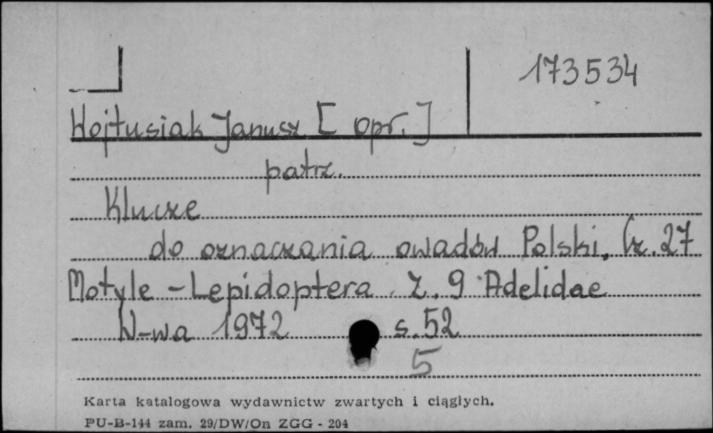 173534
Wojtusiak Janusz [opr.]
patrz.
Klucze
do oznaczania owadów Polski. Cz. 27
Motyle - Lepidoptera z. 9 Adelidae
W-wa 1972 s. 52
5
Karta katalogowa wydawnictw zwartych i ciągłych.
PU-B-144 zam. 29/DW/On ZGG - 204